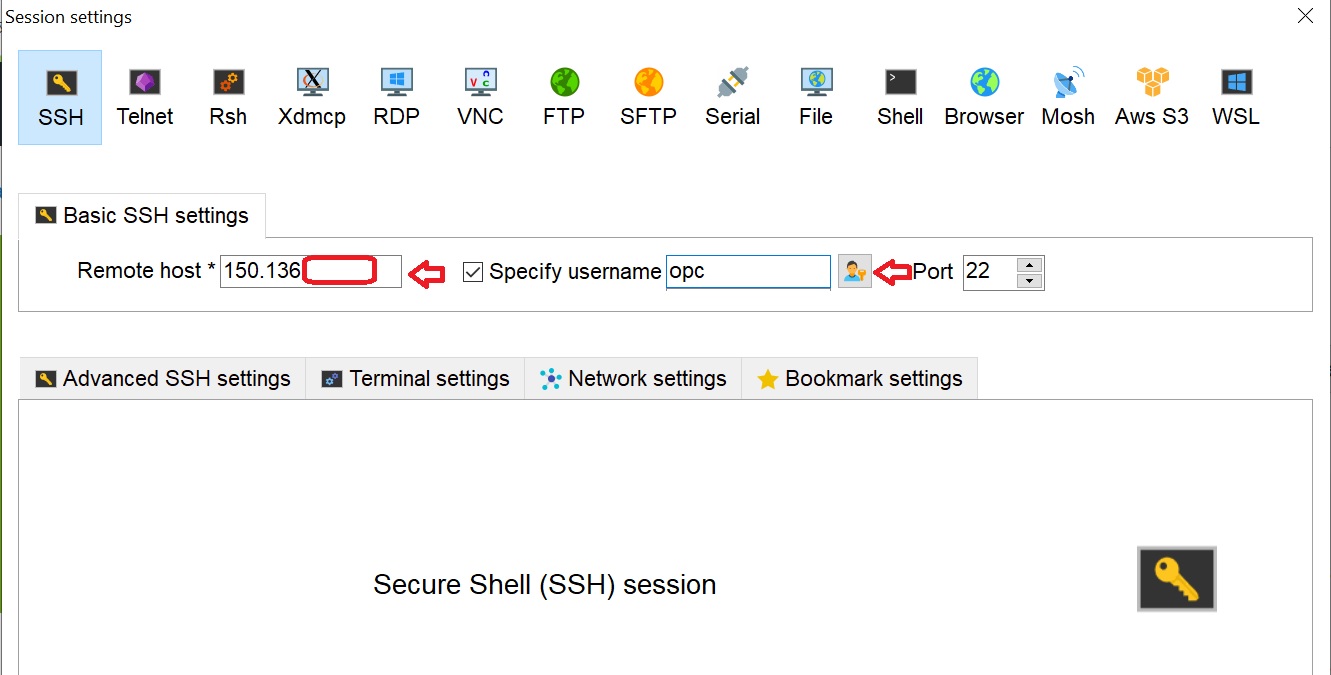 Session settings
SSH Telnet Rsh Xdmcp RDP VNC FTP SFTP Serial File Shell Browser Mosh Aws S3 WSL
Basic SSH settings
Remote host * 150.136 Specify username opc Port 22
Advanced SSH settings Terminal settings Network settings Bookmark settings
Secure Shell (SSH) session